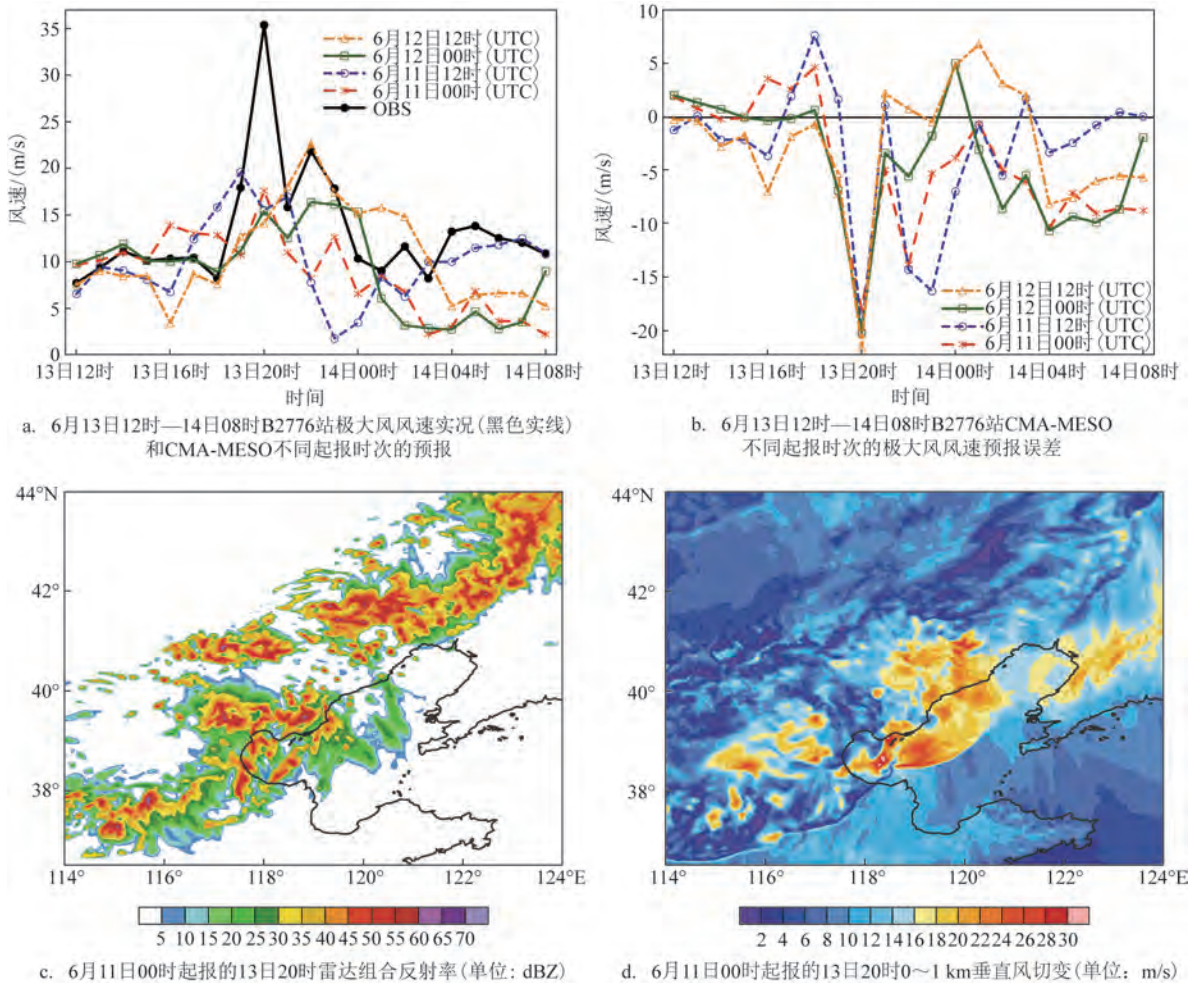 35
30
25
20
15
10
5
0
风速/(m/s)
6月12日12时(UTC)
6月12日00时(UTC)
6月11日12时(UTC)
6月11日00时(UTC)
OBS
13日12时 13日16时 13日20时 14日00时 14日04时 14日08时
时间
a. 6月13日12时—14日08时B2776站极大风风速实况(黑色实线)
和CMA-MESO不同起报时次的预报
10
5
0
-5
-10
-15
-20
风速/(m/s)
6月12日12时(UTC)
6月12日00时(UTC)
6月11日12时(UTC)
6月11日00时(UTC)
13日12时 13日16时 13日20时 14日00时 14日04时 14日08时
时间
b. 6月13日12时—14日08时B2776站CMA-MESO
不同起报时次的极大风风速预报误差
44°N
42°
40°
38°
114 116 118 120 122 124°E
5 10 15 20 25 30 35 40 45 50 55 60 65 70
c. 6月11日00时起报的13日20时雷达组合反射率(单位: dBZ)
44°N
42°
40°
38°
114 116 118 120 122 124°E
2 4 6 8 10 12 14 16 18 20 22 24 26 28 30
d. 6月11日00时起报的13日20时0～1 km垂直风切变(单位: m/s)